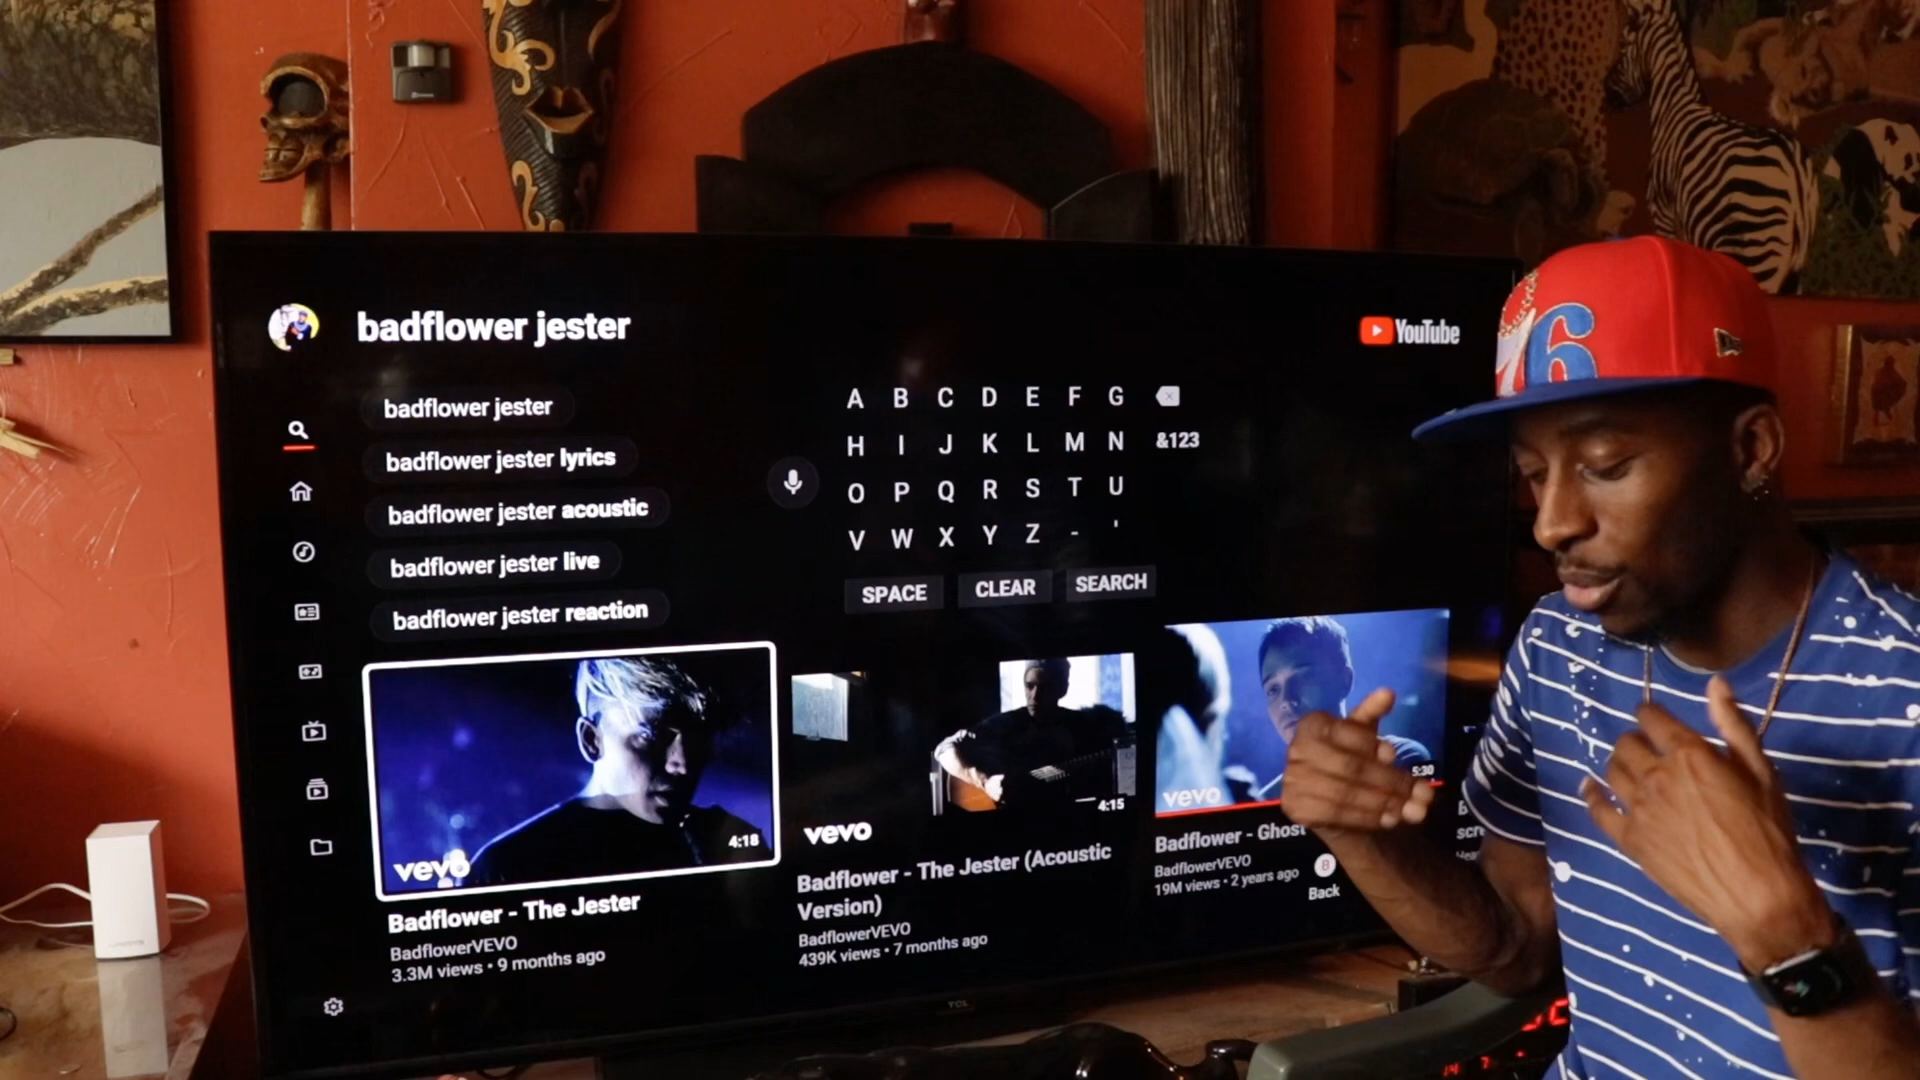 badflower jester
YouTube
badflower jester
badflower jester lyrics
badflower jester acoustic
badflower jester live
badflower jester reaction
A B C D E F G
H I J K L M N &123
O P Q R S T U
V W X Y Z - '
SPACE CLEAR SEARCH
vevo
4:18
Badflower - The Jester
BadflowerVEVO
3.3M views • 9 months ago
vevo
4:15
Badflower - The Jester (Acoustic
Version)
BadflowerVEVO
439K views • 7 months ago
vevo
5:30
Badflower - Ghost
BadflowerVEVO
19M views • 2 years ago
B
Back
B
scr
TCL
76